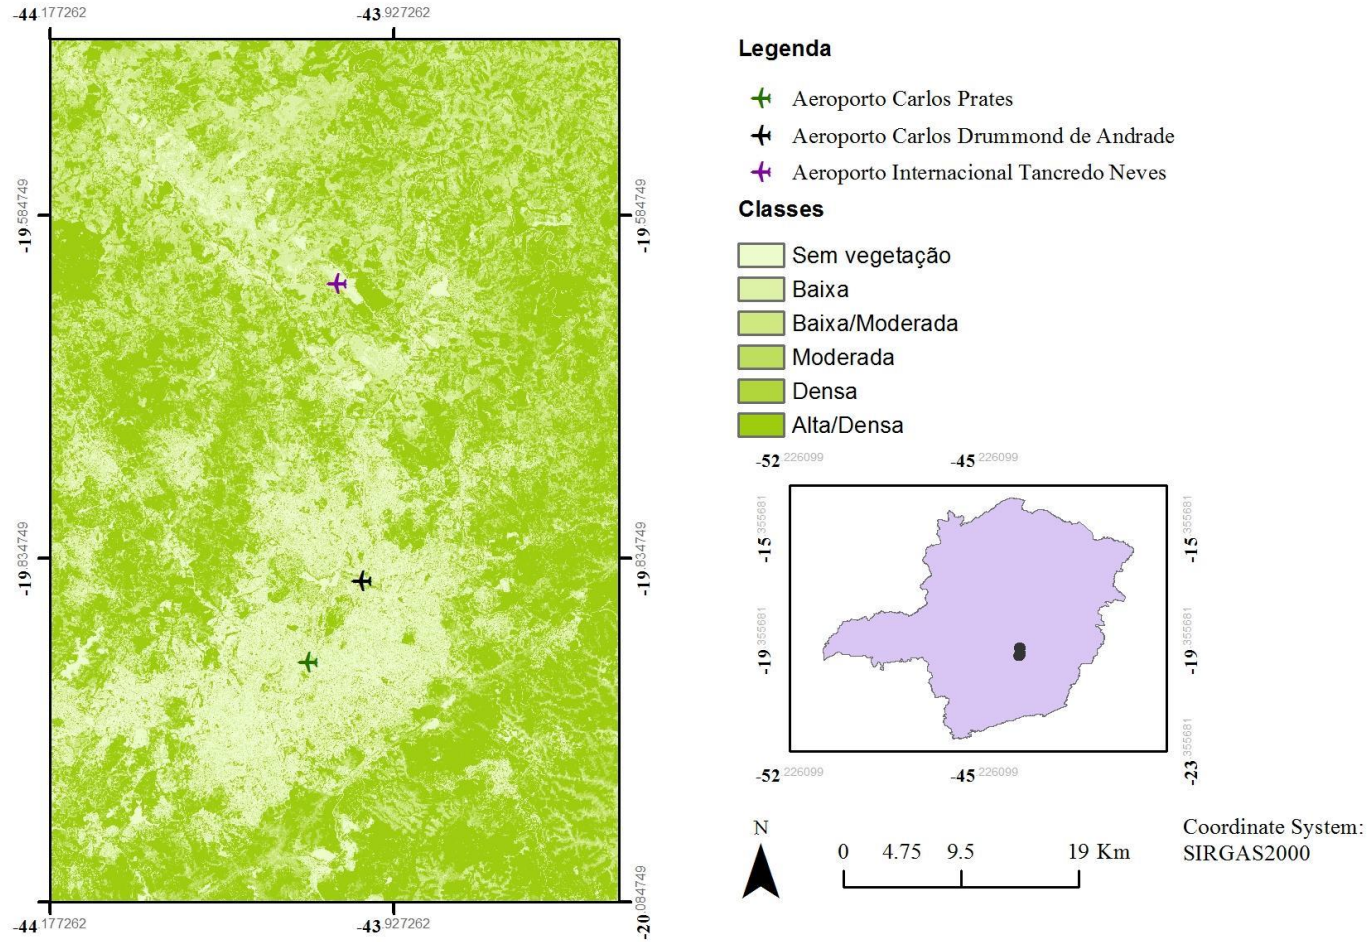 -44.177262
-43.927262
-19.584749
-19.584749
-19.834749
-19.834749
-20.084749
-44.177262
-43.927262
Legenda
Aeroporto Carlos Prates
Aeroporto Carlos Drummond de Andrade
Aeroporto Internacional Tancredo Neves
Classes
Sem vegetação
Baixa
Baixa/Moderada
Moderada
Densa
Alta/Densa
-52.226099
-45.226099
-15.355681
-15.355681
-19.355681
-19.355681
-23.355681
-52.226099
-45.226099
N
0 4.75 9.5 19 Km
Coordinate System:
SIRGAS2000